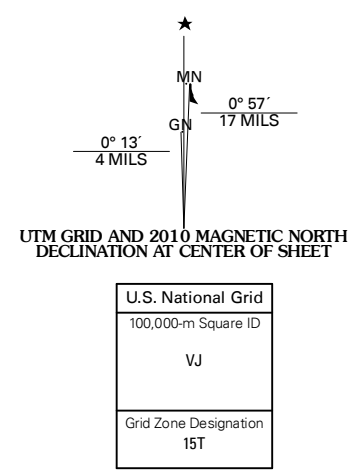 MN
0° 57´
17 MILS
GN
0° 13´
4 MILS
UTM GRID AND 2010 MAGNETIC NORTH
DECLINATION AT CENTER OF SHEET
U.S. National Grid
100,000-m Square ID
VJ
Grid Zone Designation
15T